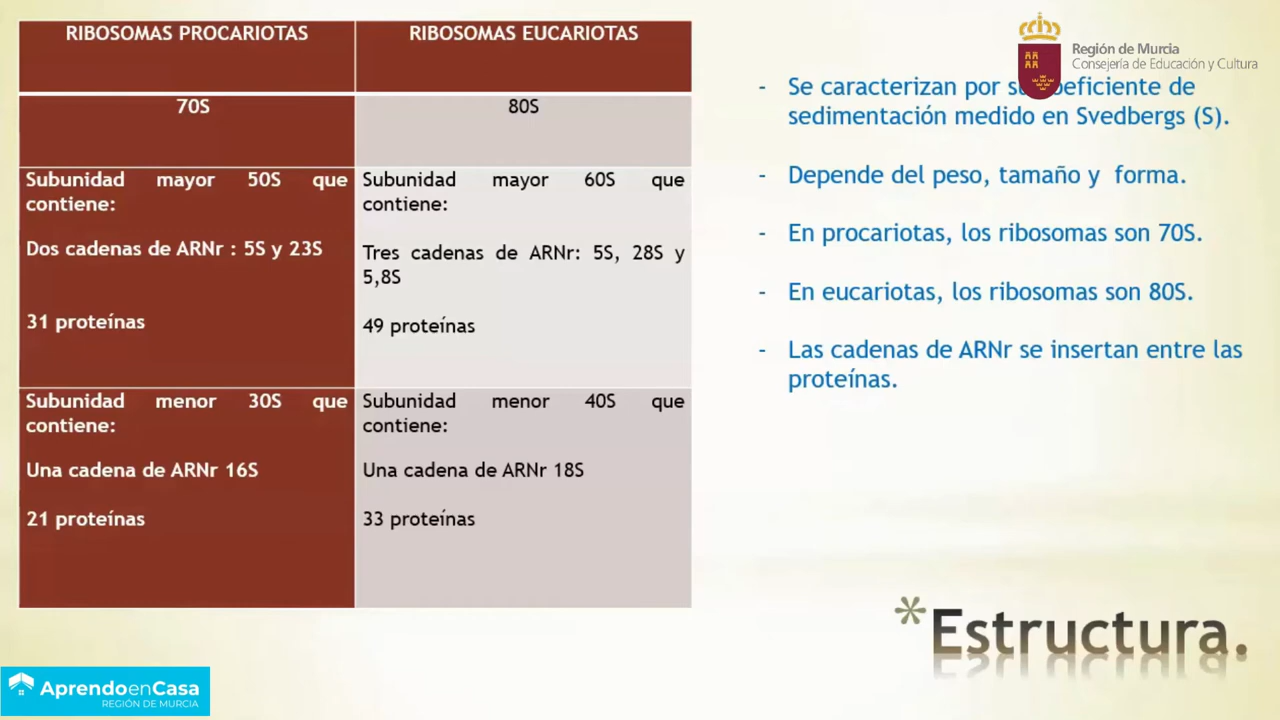 RIBOSOMAS PROCARIOTAS
RIBOSOMAS EUCARIOTAS
70S
80S
Subunidad mayor 50S que
contiene:
Dos cadenas de ARNr : 5S y 23S
31 proteínas
Subunidad mayor 60S que
contiene:
Tres cadenas de ARNr: 5S, 28S y
5,8S
49 proteínas
Subunidad menor 30S que
contiene:
Una cadena de ARNr 16S
21 proteínas
Subunidad menor 40S que
contiene:
Una cadena de ARNr 18S
33 proteínas
Región de Murcia
Consejería de Educación y Cultura
- Se caracterizan por de
sedimentación medido en Svedbergs (S).
- Depende del peso, tamaño y forma.
- En procariotas, los ribosomas son 70S.
- En eucariotas, los ribosomas son 80S.
- Las cadenas de ARNr se insertan entre las
proteínas.
*Estructura.
AprendoenCasa
REGIÓN DE MURCIA